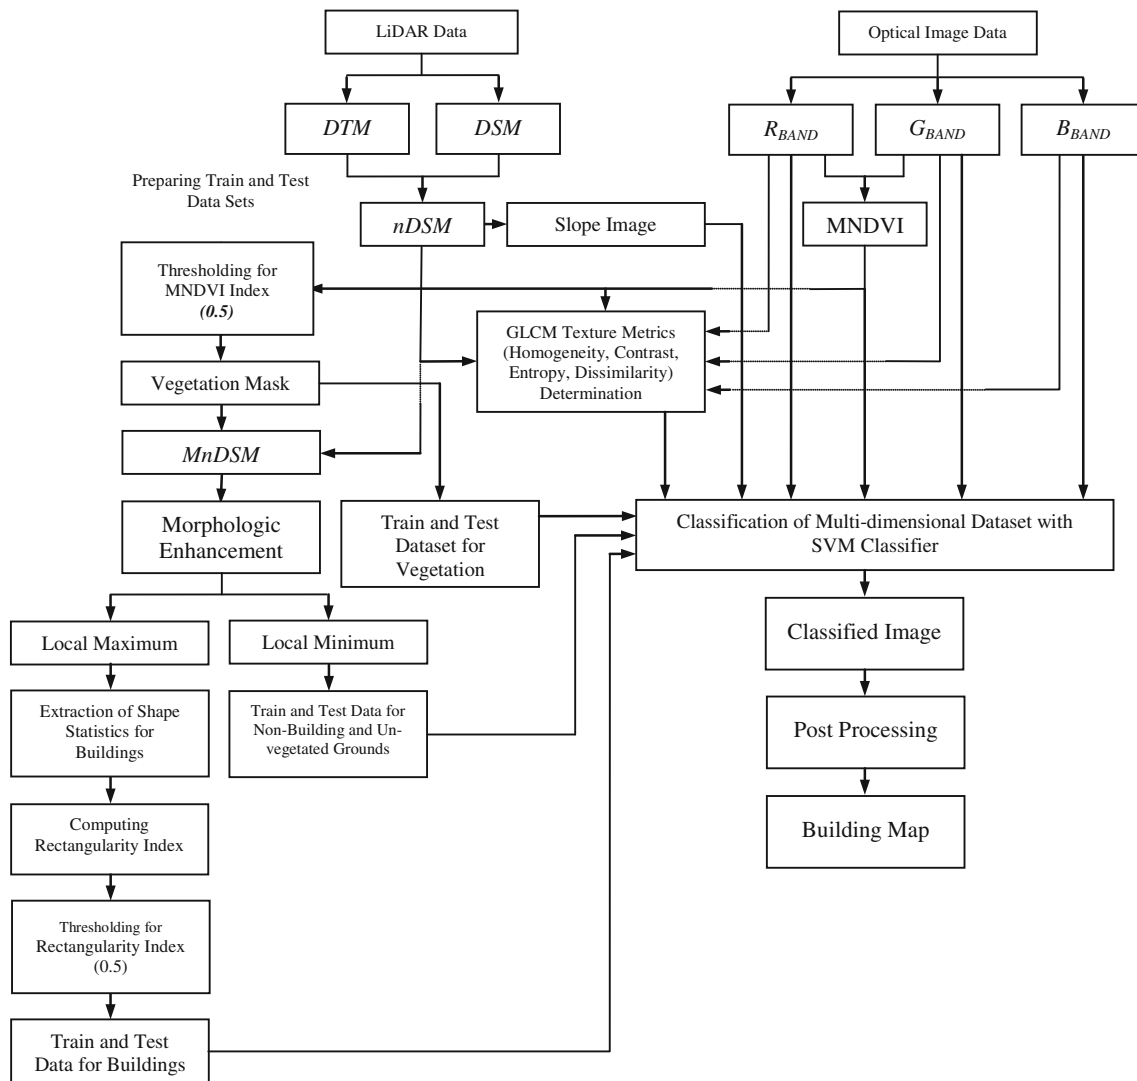 LiDAR Data
Optical Image Data
DTM
DSM
R_BAND
G_BAND
B_BAND
Preparing Train and Test
Data Sets
nDSM
Slope Image
MNDVI
Thresholding for
MNDVI Index
(0.5)
GLCM Texture Metrics
(Homogeneity, Contrast,
Entropy, Dissimilarity)
Determination
Vegetation Mask
MnDSM
Morphologic
Enhancement
Train and Test
Dataset for
Vegetation
Classification of Multi-dimensional Dataset with
SVM Classifier
Local Maximum
Local Minimum
Classified Image
Extraction of Shape
Statistics for
Buildings
Train and Test Data for
Non-Building and Un-
vegetated Grounds
Post Processing
Computing
Rectangularity Index
Building Map
Thresholding for
Rectangularity Index
(0.5)
Train and Test
Data for Buildings